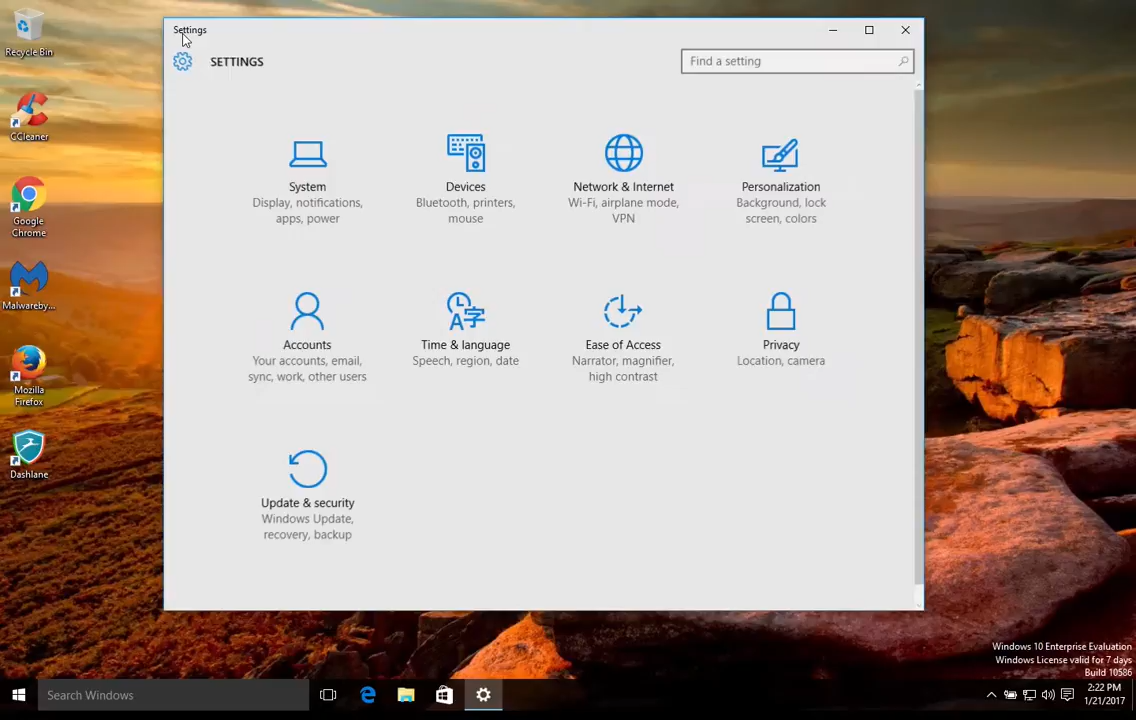 Recycle Bin
CCleaner
Google
Chrome
Malwareby...
Mozilla
Firefox
Dashlane
Settings
SETTINGS
Find a setting
System
Display, notifications,
apps, power
Devices
Bluetooth, printers,
mouse
Network & Internet
Wi-Fi, airplane mode,
VPN
Personalization
Background, lock
screen, colors
Accounts
Your accounts, email,
sync, work, other users
Time & language
Speech, region, date
Ease of Access
Narrator, magnifier,
high contrast
Privacy
Location, camera
Update & security
Windows Update,
recovery, backup
Windows 10 Enterprise Evaluation
Windows License valid for 7 days
Build 10586
Search Windows
2:22 PM
1/21/2017